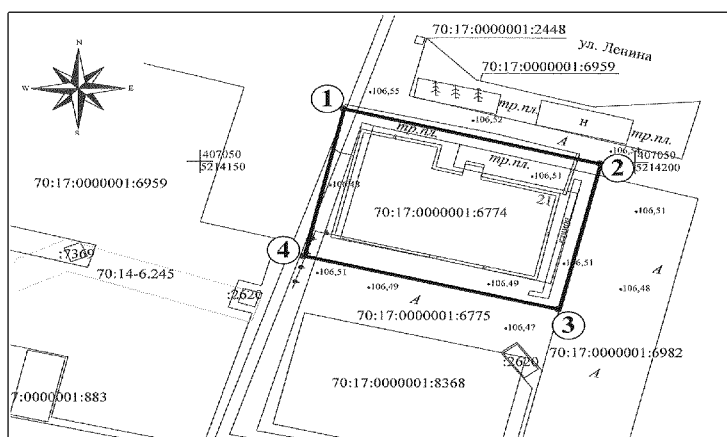 70:17:0000001:2448
ул. Ленина
70:17:0000001:6959
N
W
E
S
106,55
1
тр.пл.
106,52
н
тр.пл.
тр.пл.
А
407050
5214150
407050
5214200
2
70:17:0000001:6959
тр.пл.
106,51
106,48
21
106,51
70:17:0000001:6774
4
:7369
70:14-6.245
106,51
106,51
А
:2620
106,49
106,49
106,48
А
70:17:0000001:6775
3
106,47
70:17:0000001:6982
:2620
А
7:0000001:883
70:17:0000001:8368